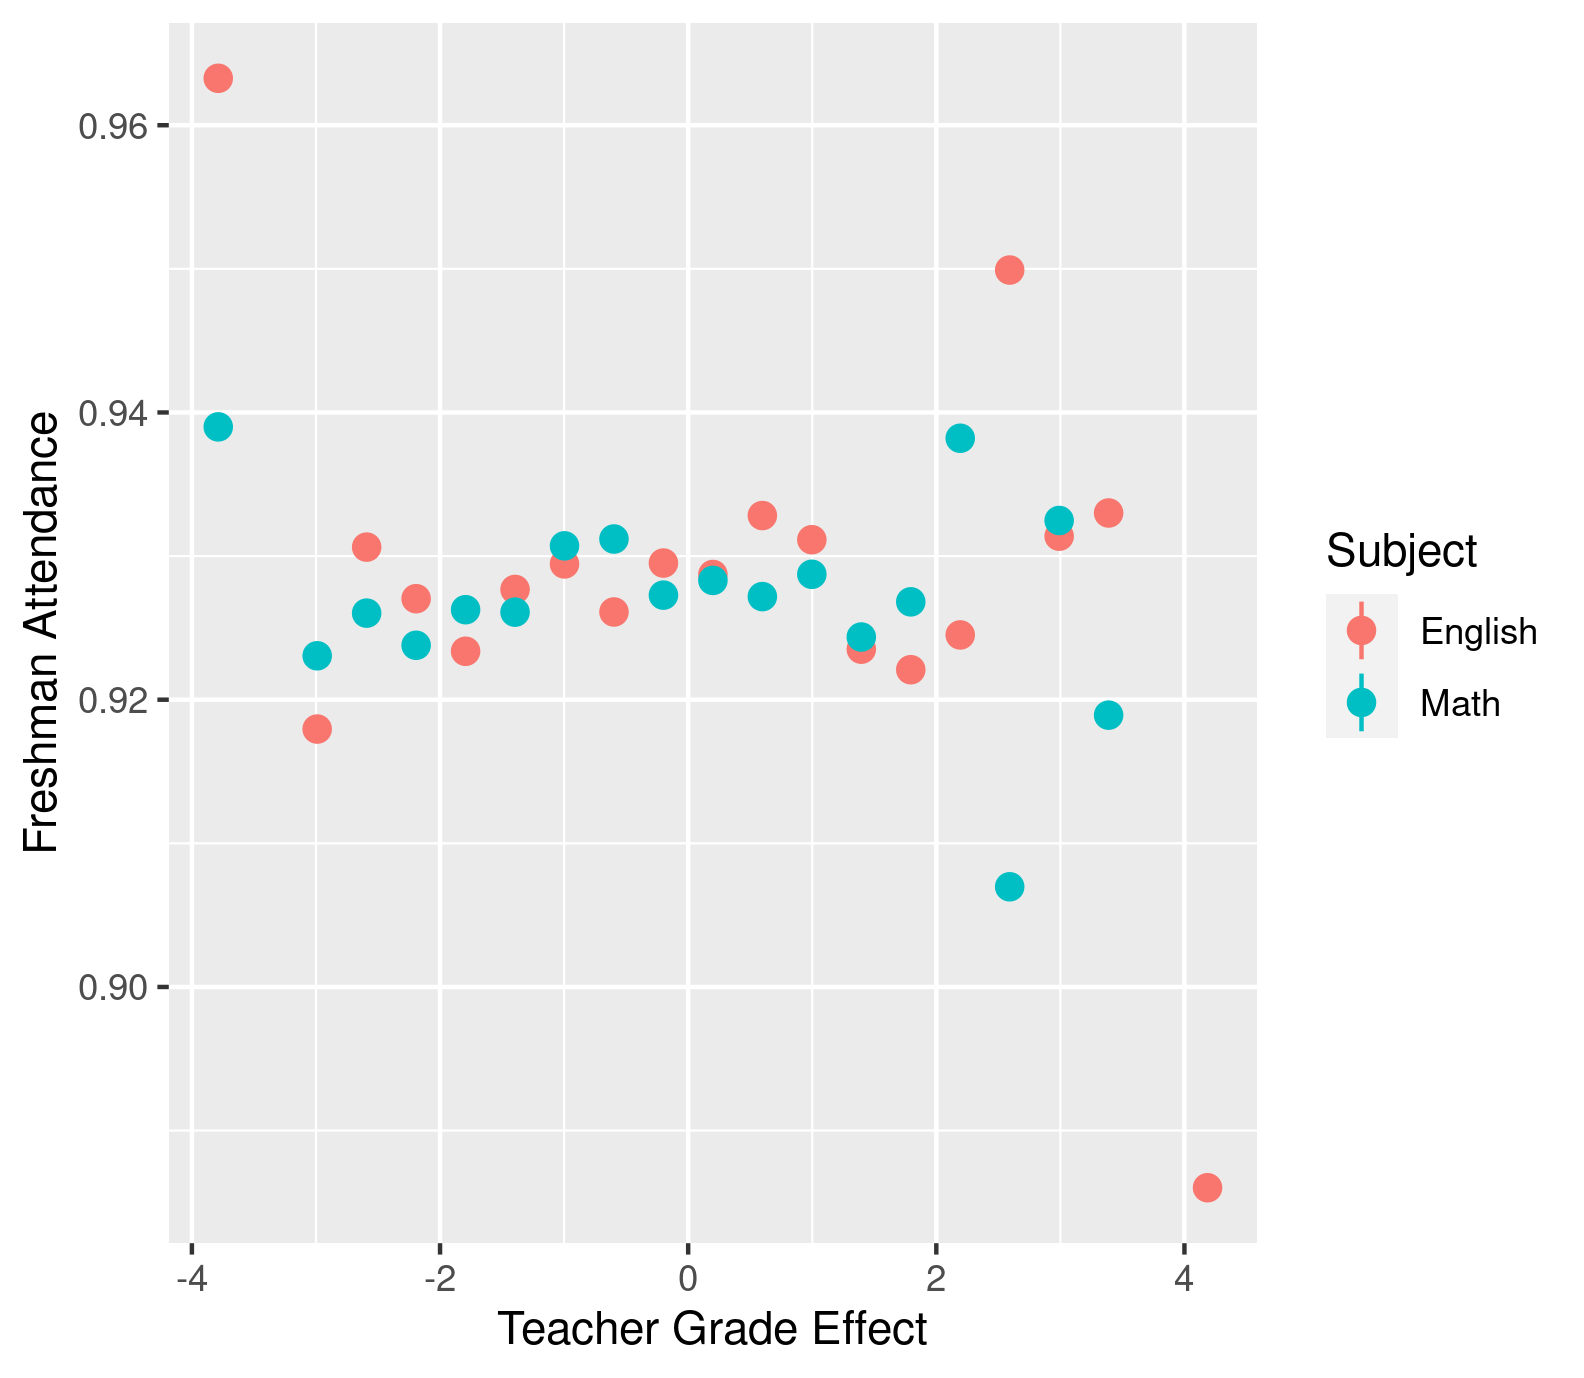 0.96
0.94
0.92
0.90
Freshman Attendance
-4 -2 0 2 4
Teacher Grade Effect
Subject
English
Math